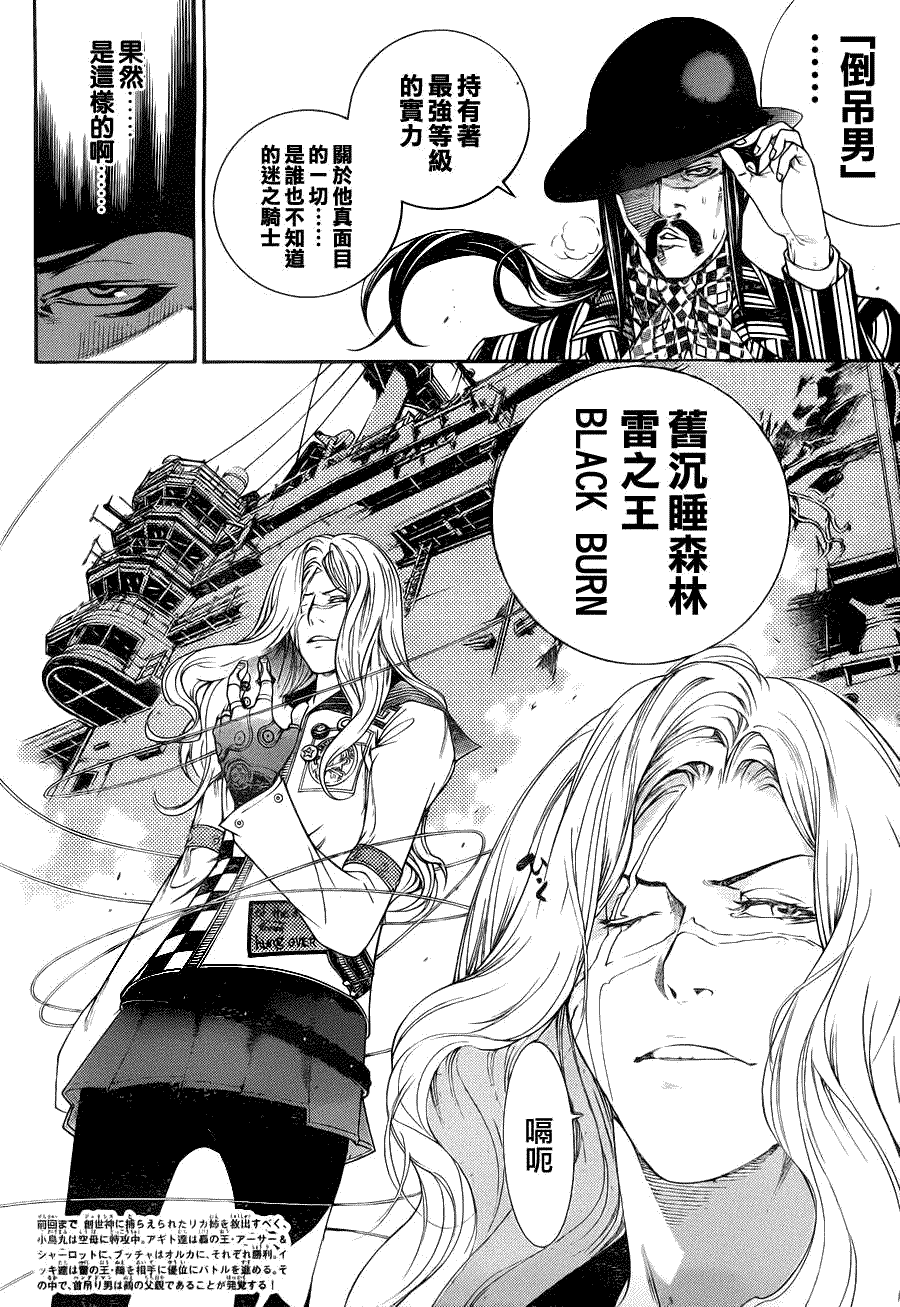 「倒吊男」
……
持有著
最強等級
的實力
關於他真面目
的一切……
是誰也不知道
的迷之騎士
果然……
是這樣的啊……
舊沉睡森林
雷之王
BLACK BURN
嗝呃
HUNG OVER
前回まで 創世神に捕らえられたリカ姉を救出すべく、
小烏丸は空母に特攻中。アギト達は轟の王・アーサー&
シャーロットに、ブッチャはオルカに、それぞれ勝利。イ
ッキ達は雷の王・
を相手に優位にバトルを進める。そ
の中で、首吊り男は
の父親であることが発覚する!